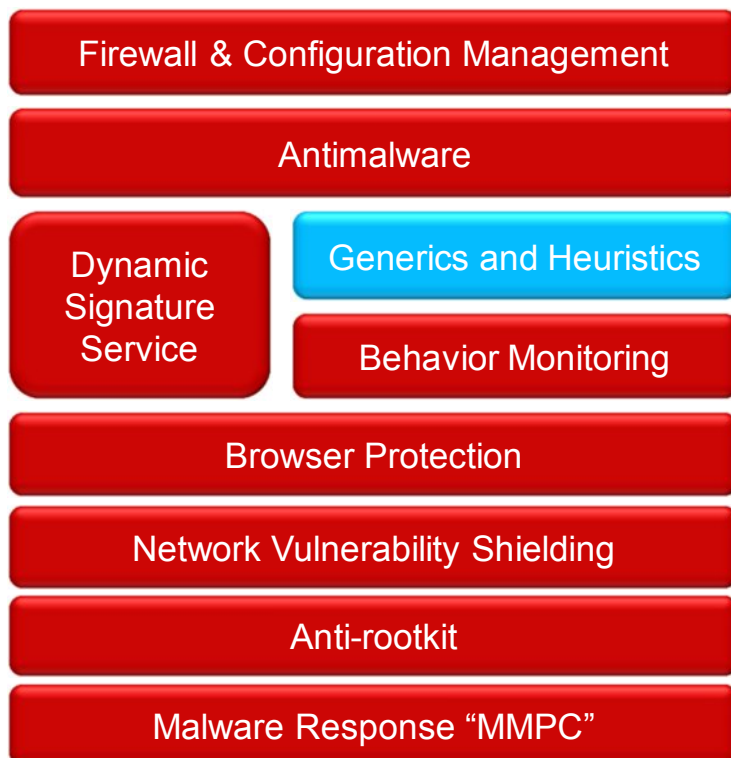 Firewall & Configuration Management
Antimalware
Dynamic
Signature
Service
Generics and Heuristics
Behavior Monitoring
Browser Protection
Network Vulnerability Shielding
Anti-rootkit
Malware Response “MMPC”